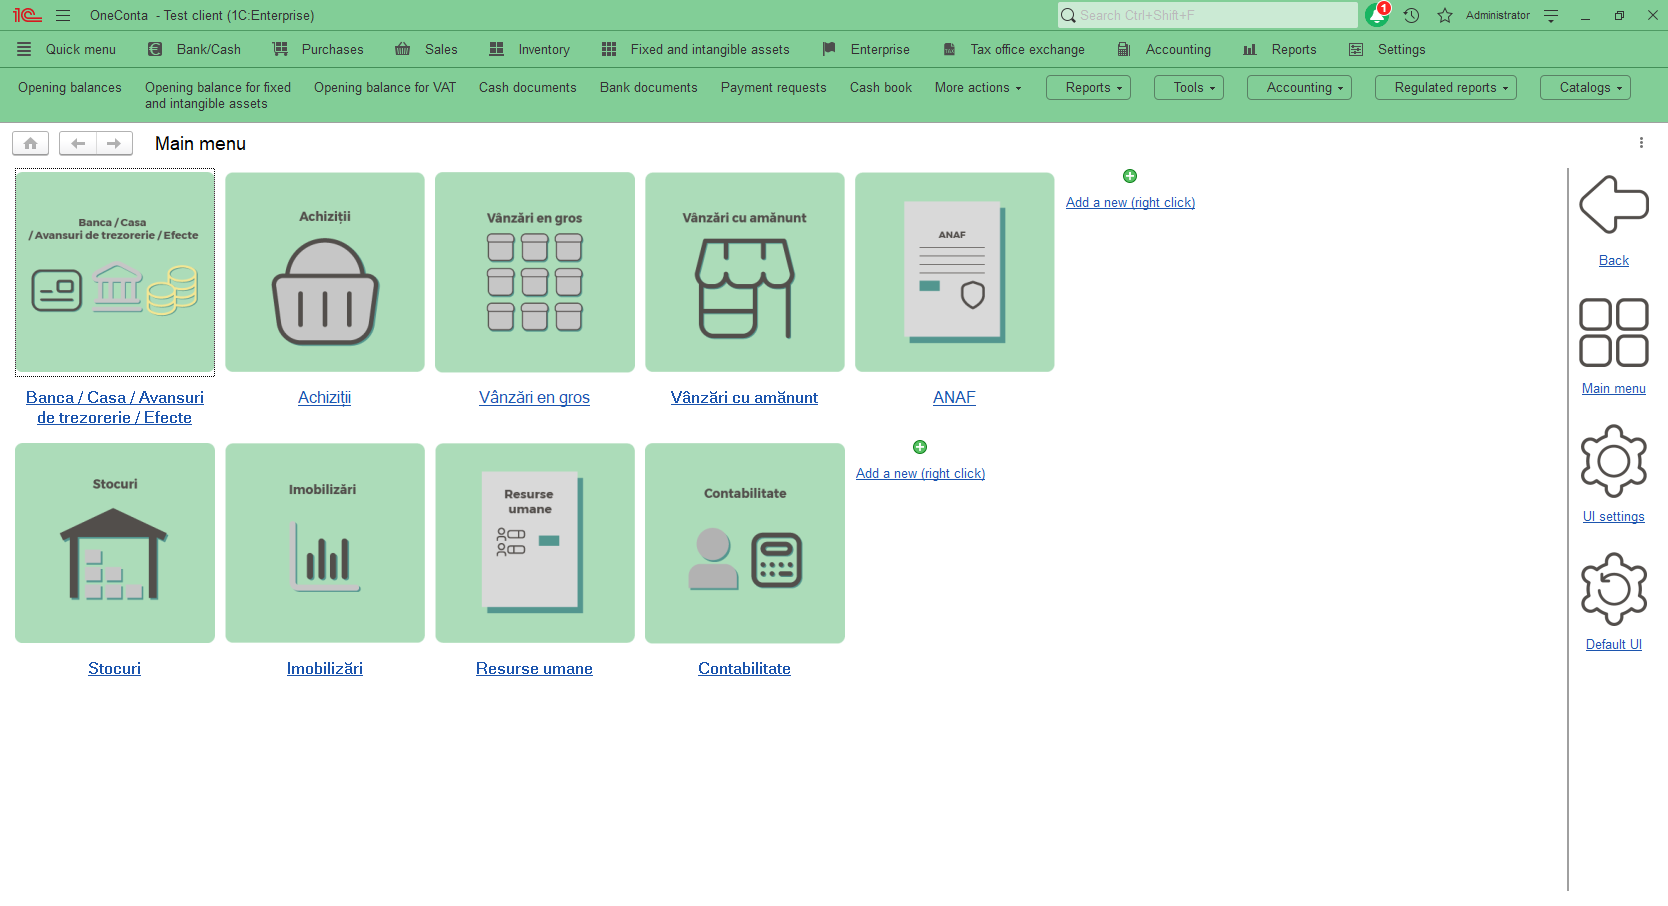 OneConta - Test client (1C:Enterprise)
Search Ctrl+Shift+F
1
Administrator
Quick menu
Bank/Cash
Purchases
Sales
Inventory
Fixed and intangible assets
Enterprise
Tax office exchange
Accounting
Reports
Settings
Opening balances
Opening balance for fixed
and intangible assets
Opening balance for VAT
Cash documents
Bank documents
Payment requests
Cash book
More actions
Reports
Tools
Accounting
Regulated reports
Catalogs
Main menu
Banca / Casa
/ Avansuri de trezorerie / Efecte
Achiziții
Vânzări en gros
Vânzări cu amănunt
ANAF
Add a new (right click)
Banca / Casa / Avansuri
de trezorerie / Efecte
Achiziții
Vânzări en gros
Vânzări cu amănunt
ANAF
Stocuri
Imobilizări
Resurse
umane
Contabilitate
Add a new (right click)
Stocuri
Imobilizări
Resurse umane
Contabilitate
Back
Main menu
UI settings
Default UI